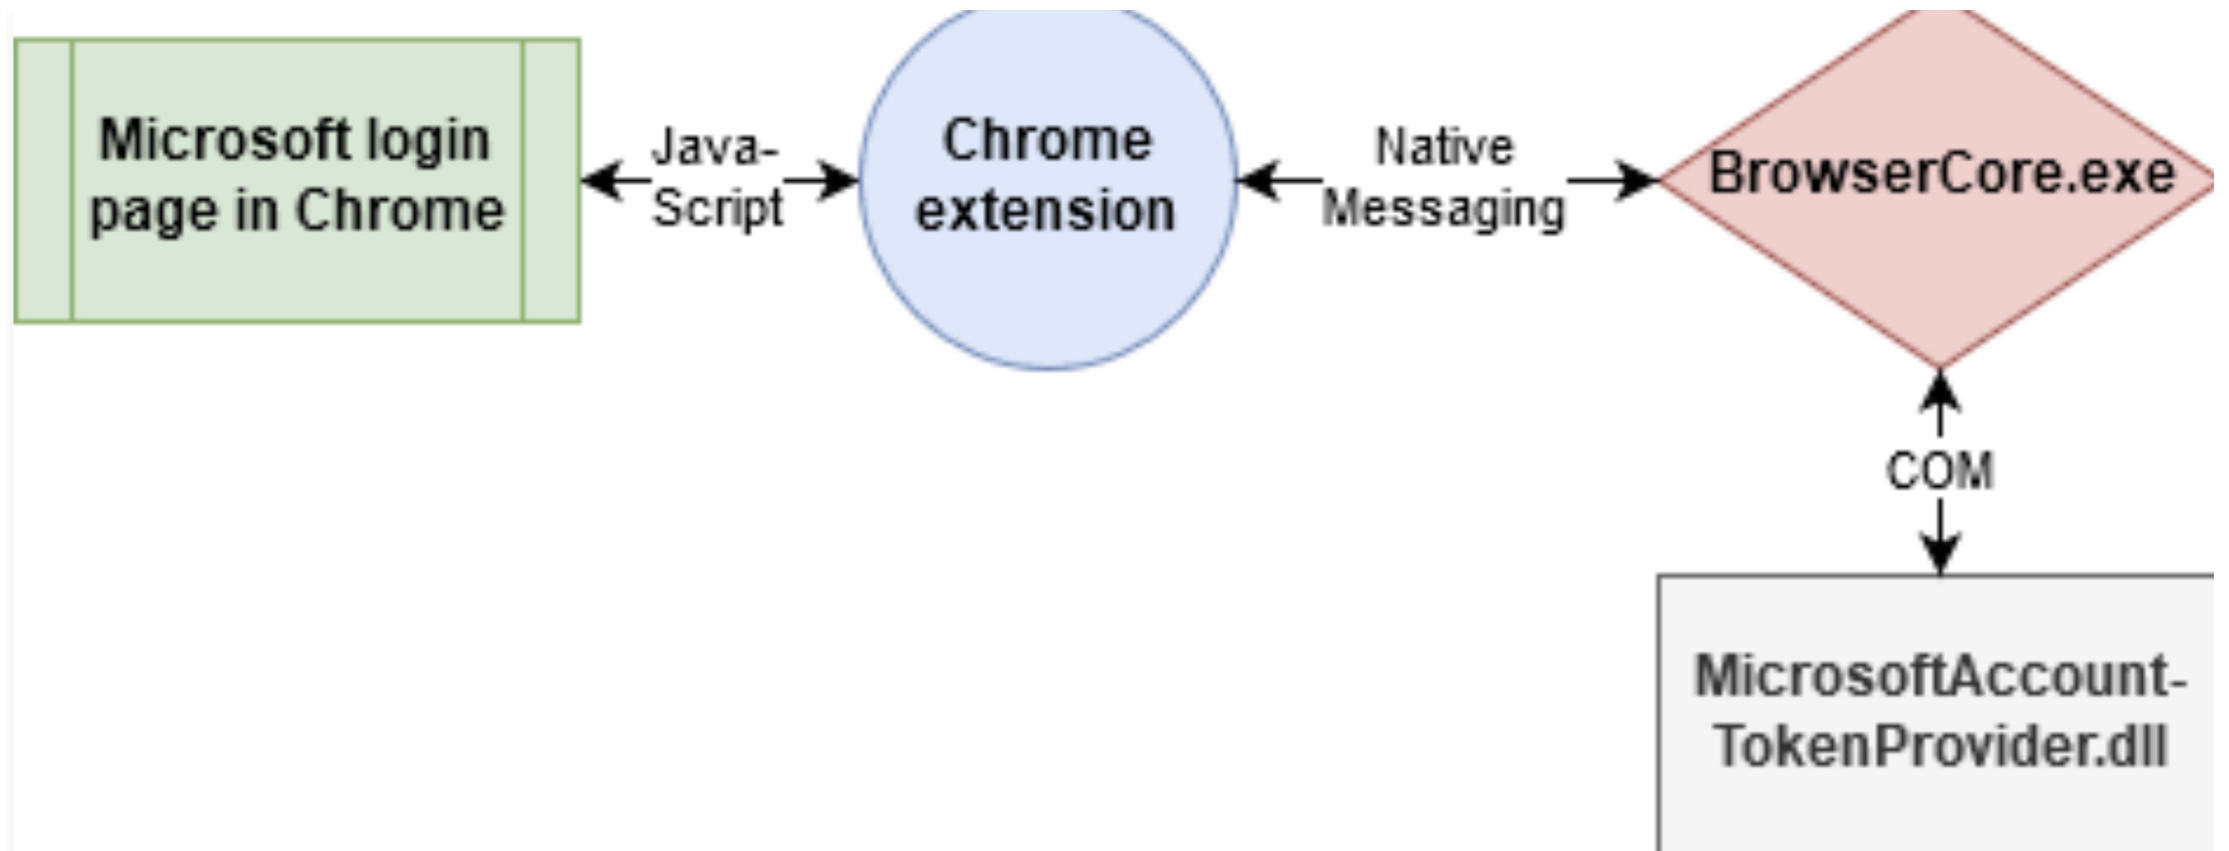 Microsoft login
page in Chrome
Java-
Script
Chrome
extension
Native
Messaging
BrowserCore.exe
COM
MicrosoftAccount-
TokenProvider.dll